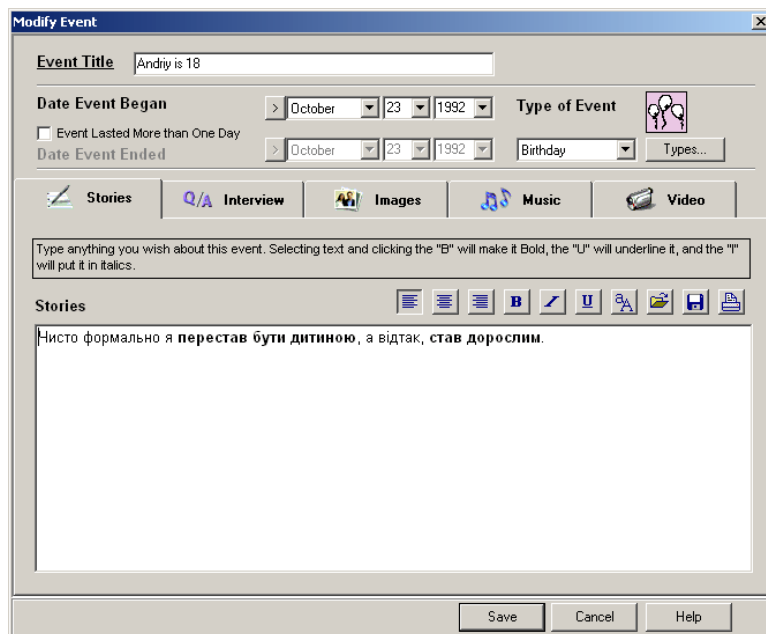 Modify Event
Event Title Andriy is 18
Date Event Began > October 23 1992 Type of Event
Event Lasted More than One Day
Date Event Ended > October 23 1992 Birthday Types...
Stories Q/A Interview Images Music Video
Type anything you wish about this event. Selecting text and clicking the "B" will make it Bold, the "U" will underline it, and the "I"
will put it in italics.
Stories B I U aA
Чисто формально я перестав бути дитиною, а відтак, став дорослим.
Save Cancel Help